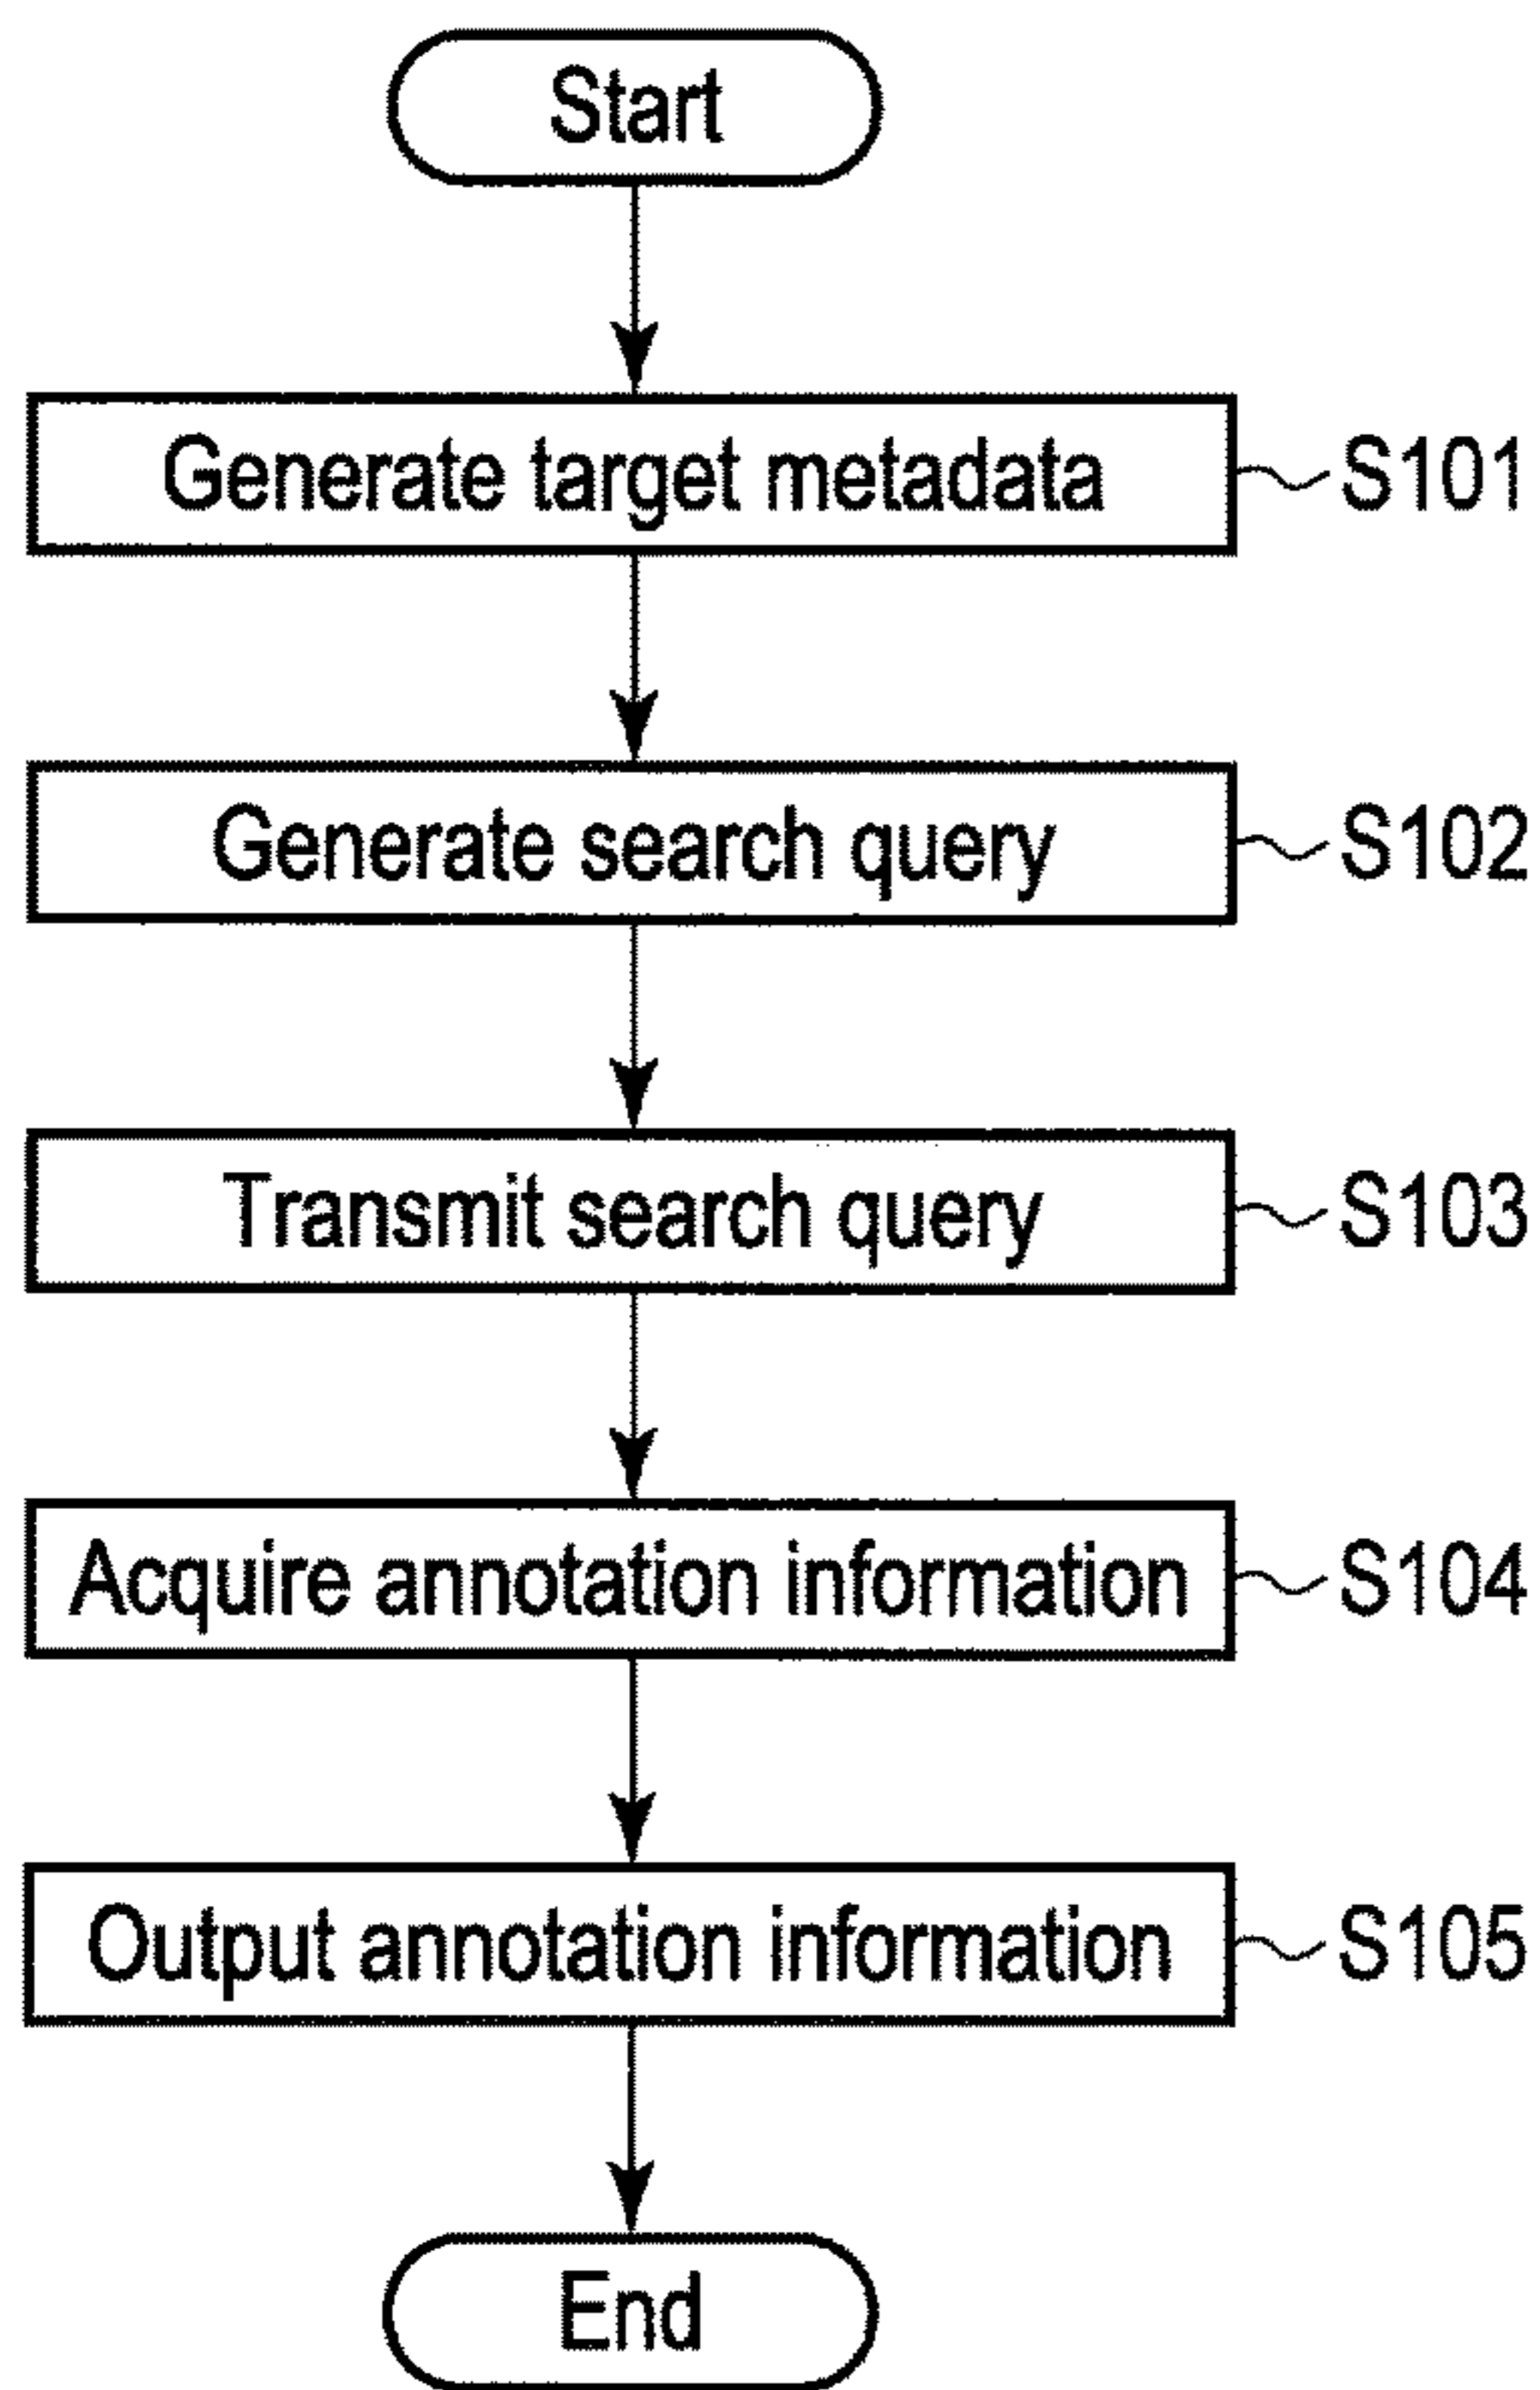 Start
Generate target metadata S101
Generate search query S102
Transmit search query S103
Acquire annotation information S104
Output annotation information S105
End